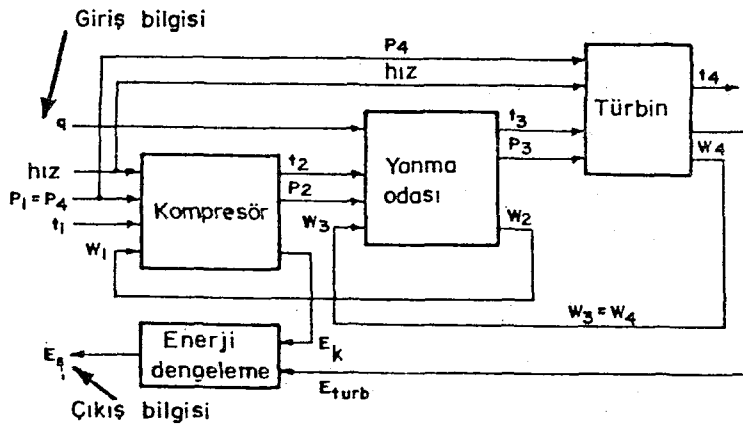 Giriş bilgisi
P4
hız
t4
q
Türbin
t3
P3
W4
hız
P1 = P4
t1
W1
Kompresör
t2
P2
W3
Yanma
odası
W2
W3 = W4
Enerji
dengeleme
Ek
Eturb
Çıkış bilgisi